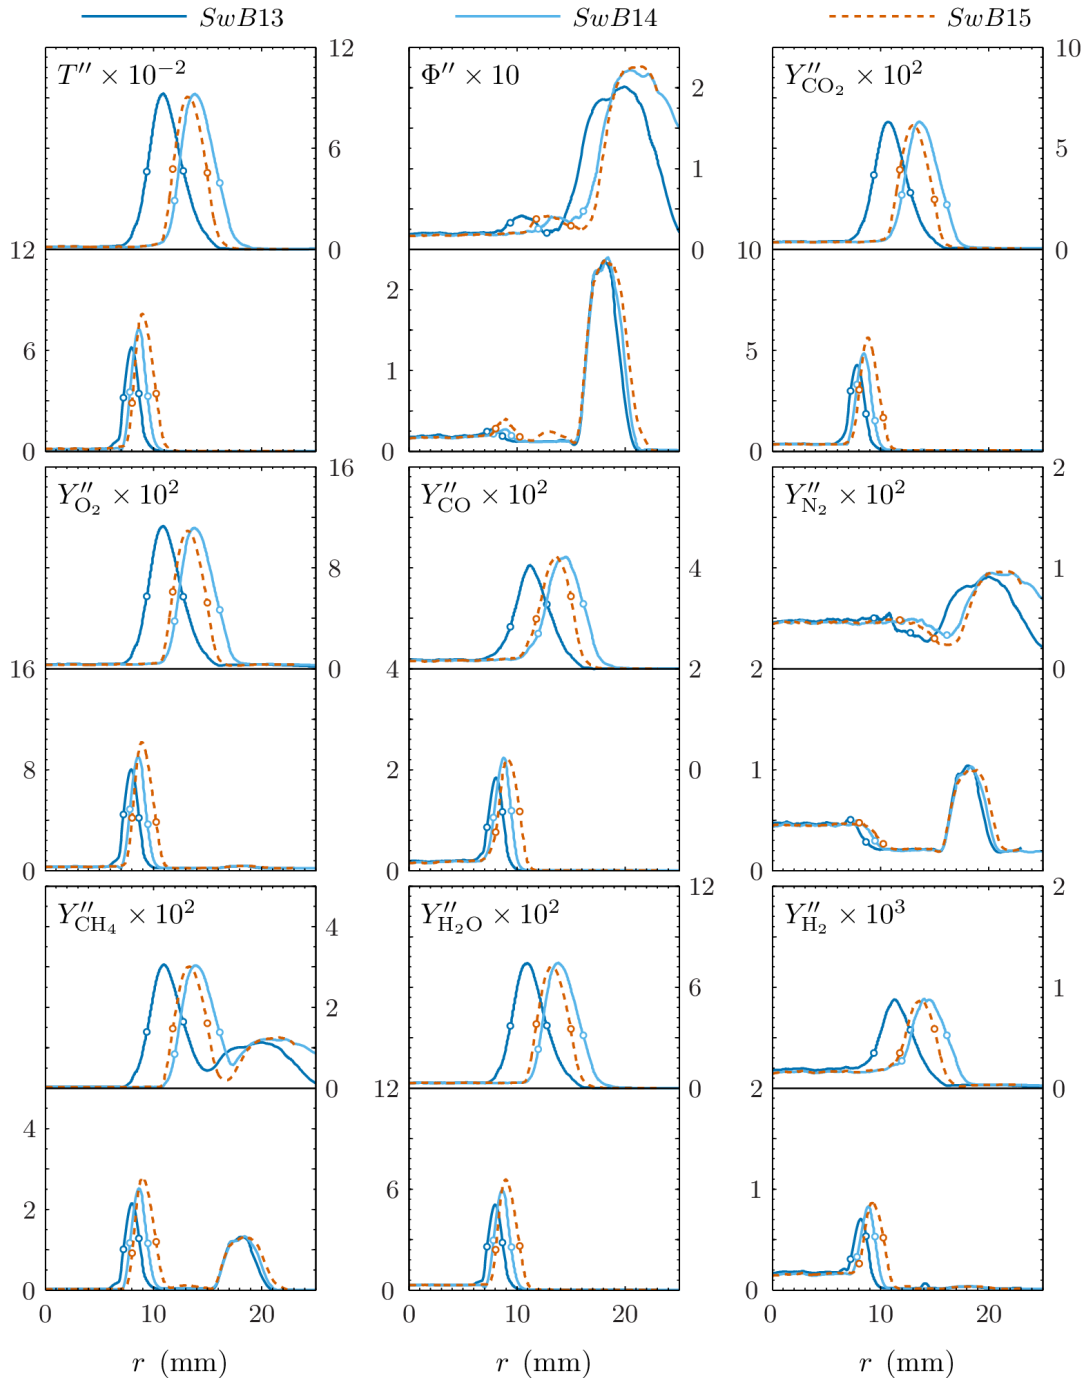 SwB13 SwB14 SwB15
T″ × 10⁻² 12 Φ″ × 10 Y″CO₂ × 10² 10
6 2 1 5
12 0 0 10 0
6 2 1 5
0 0 0
Y″O₂ × 10² 16 Y″CO × 10² 4 Y″N₂ × 10² 2
8 1
16 0 4 2 2 0
8 2 0 1
0 0 0
Y″CH₄ × 10² 4 Y″H₂O × 10² 12 Y″H₂ × 10³ 2
2 6 1
0 12 0 2 0
4 2 6 1
0 0 0
0 10 20 0 10 20 0 10 20
r (mm) r (mm) r (mm)